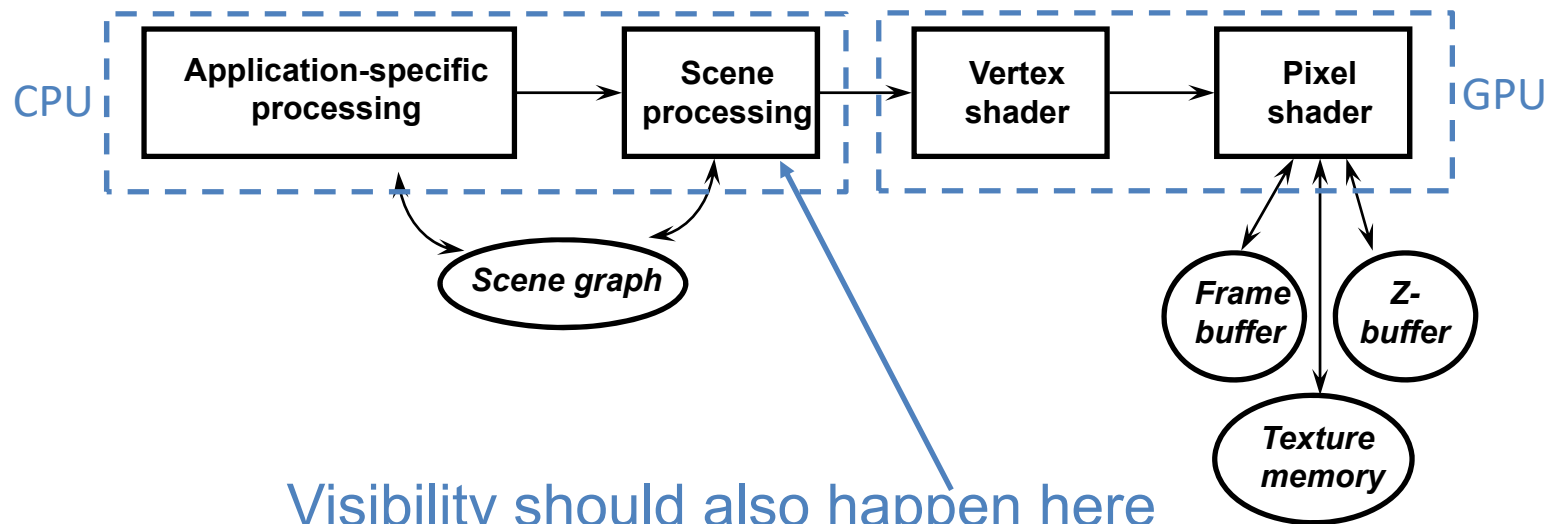 CPU
Application-specific
processing
Scene
processing
Vertex
shader
Pixel
shader
GPU
Scene graph
Frame
buffer
Z-
buffer
Texture
memory
Visibility should also happen here